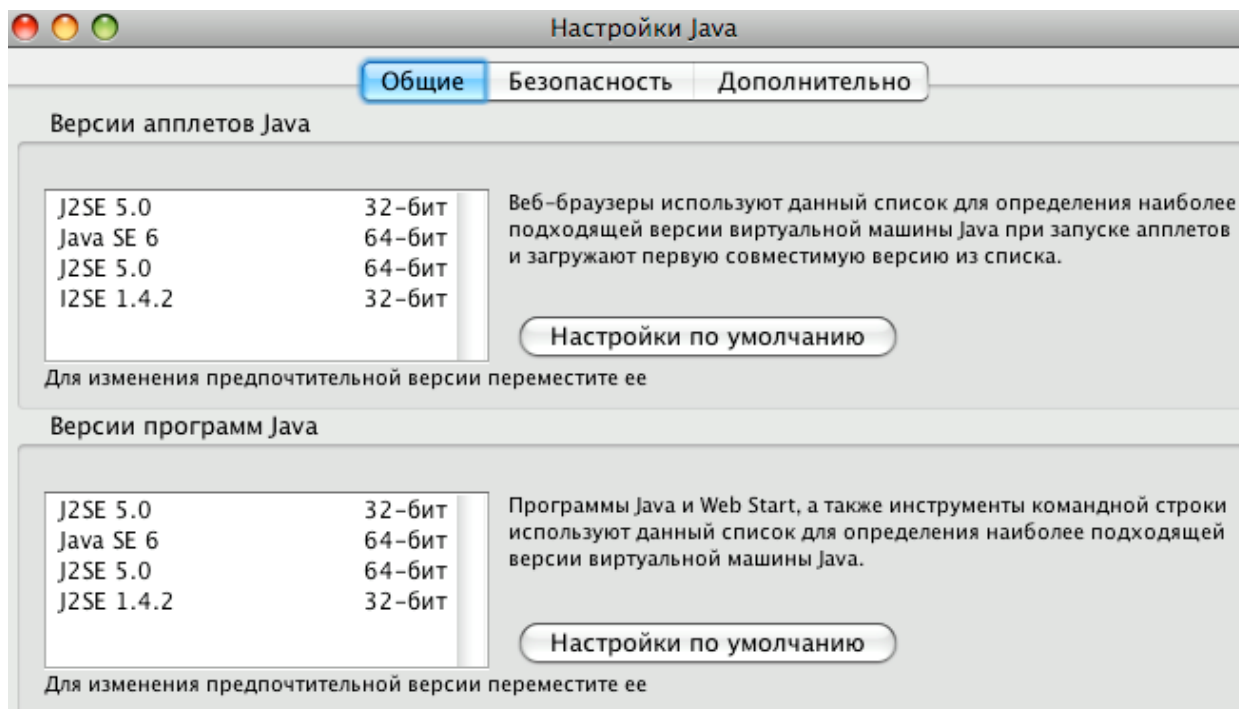 Настройки Java
Общие Безопасность Дополнительно
Версии апплетов Java
J2SE 5.0 32-бит
Java SE 6 64-бит
J2SE 5.0 64-бит
I2SE 1.4.2 32-бит
Веб-браузеры используют данный список для определения наиболее
подходящей версии виртуальной машины Java при запуске апплетов
и загружают первую совместимую версию из списка.
Настройки по умолчанию
Для изменения предпочтительной версии переместите ее
Версии программ Java
J2SE 5.0 32-бит
Java SE 6 64-бит
J2SE 5.0 64-бит
J2SE 1.4.2 32-бит
Программы Java и Web Start, а также инструменты командной строки
используют данный список для определения наиболее подходящей
версии виртуальной машины Java.
Настройки по умолчанию
Для изменения предпочтительной версии переместите ее